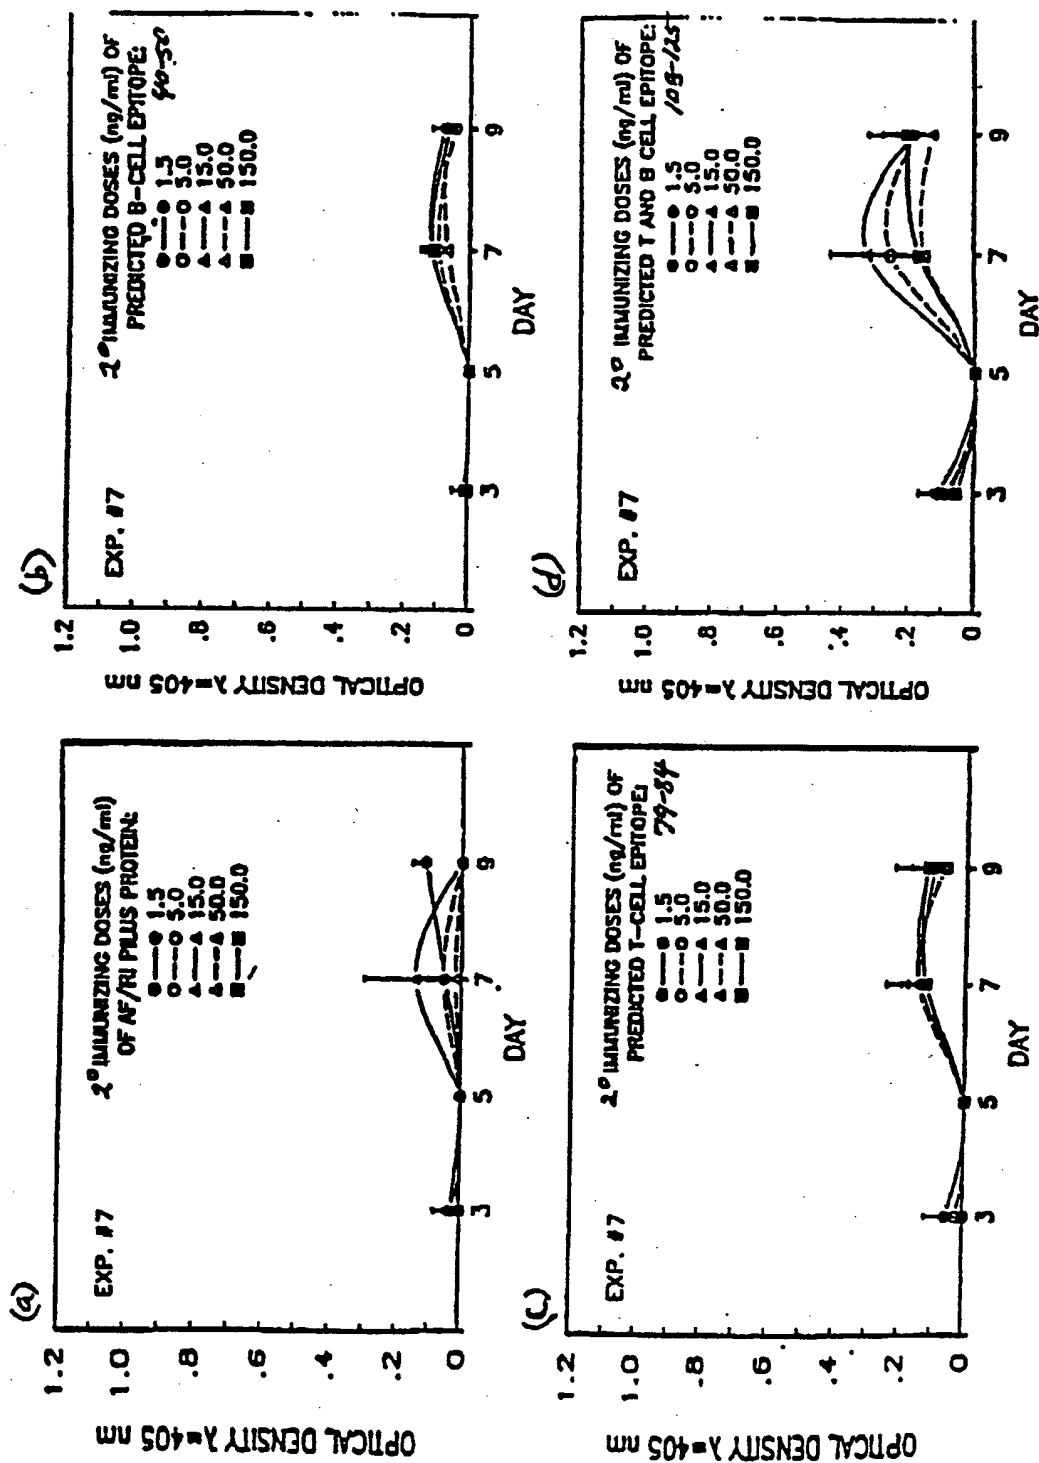 (a)
EXP. #7
2° IMMUNIZING DOSES (ng/ml)
OF AF/R1 PILUS PROTEIN:
1.5
5.0
15.0
50.0
150.0
OPTICAL DENSITY λ=405 nm
1.2
1.0
.8
.6
.4
.2
0
3
5
7
9
DAY
(b)
EXP. #7
2° IMMUNIZING DOSES (ng/ml) OF
PREDICTED B-CELL EPITOPE:
40-50
1.5
5.0
15.0
50.0
150.0
OPTICAL DENSITY λ=405 nm
1.2
1.0
.8
.6
.4
.2
0
3
5
7
9
DAY
(c)
EXP. #7
2° IMMUNIZING DOSES (ng/ml) OF
PREDICTED T-CELL EPITOPE:
79-84
1.5
5.0
15.0
50.0
150.0
OPTICAL DENSITY λ=405 nm
1.2
1.0
.8
.6
.4
.2
0
3
5
7
9
DAY
(d)
EXP. #7
2° IMMUNIZING DOSES (ng/ml) OF
PREDICTED T AND B CELL EPITOPE:
108-125
1.5
5.0
15.0
50.0
150.0
OPTICAL DENSITY λ=405 nm
1.2
1.0
.8
.6
.4
.2
0
3
5
7
9
DAY